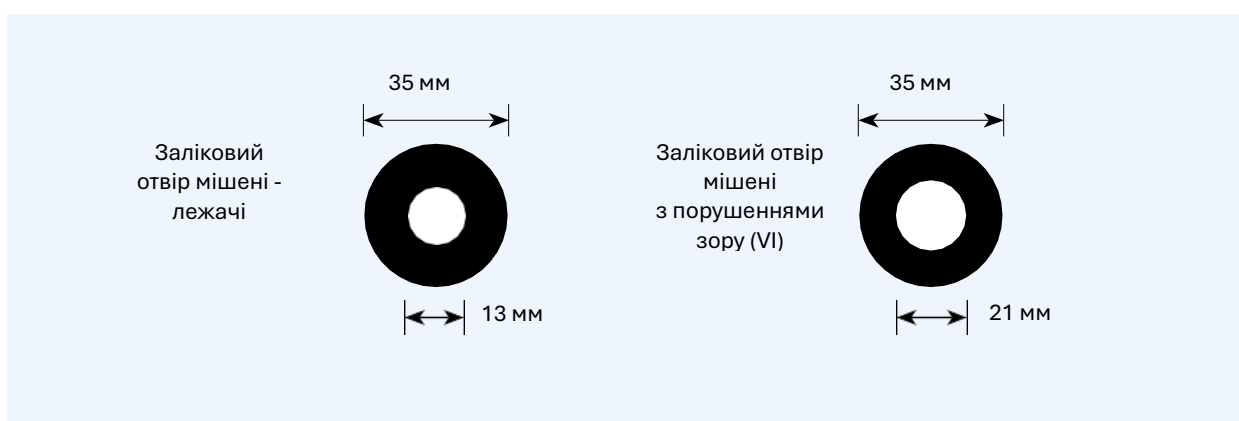 35 мм
Заліковий
отвір мішені -
лежачі
13 мм
35 мм
Заліковий отвір
мішені
з порушеннями
зору (VI)
21 мм